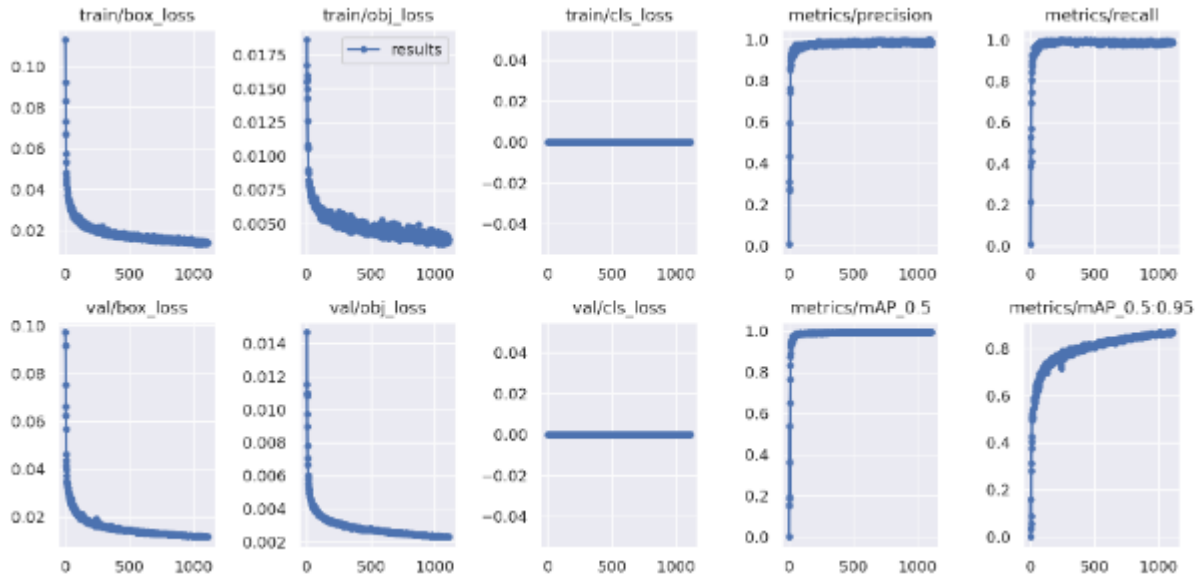 train/box_loss
train/obj_loss
train/cls_loss
metrics/precision
metrics/recall
0.10
0.08
0.06
0.04
0.02
0 500 1000
results
0.0175
0.0150
0.0125
0.0100
0.0075
0.0050
0 500 1000
0.04
0.02
0.00
−0.02
−0.04
0 500 1000
1.0
0.8
0.6
0.4
0.2
0.0
0 500 1000
1.0
0.8
0.6
0.4
0.2
0.0
0 500 1000
val/box_loss
val/obj_loss
val/cls_loss
metrics/mAP_0.5
metrics/mAP_0.5:0.95
0.10
0.08
0.06
0.04
0.02
0 500 1000
0.014
0.012
0.010
0.008
0.006
0.004
0.002
0 500 1000
0.04
0.02
0.00
−0.02
−0.04
0 500 1000
1.0
0.8
0.6
0.4
0.2
0.0
0 500 1000
0.8
0.6
0.4
0.2
0.0
0 500 1000